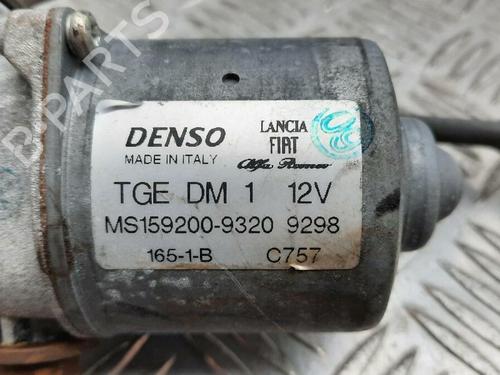 B-PARTS
DENSO
MADE IN ITALY
LANCIA
FIAT
Alfa Romeo
TGE DM 1 12V
MS159200-9320 9298
165-1-B C757